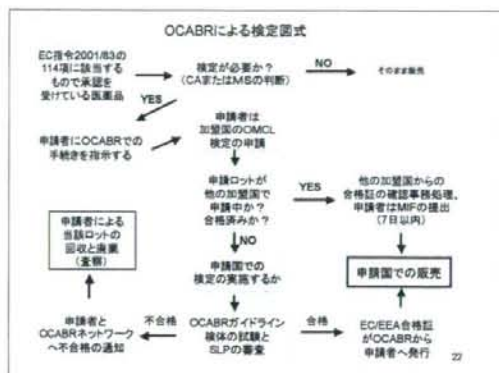 OCABRによる検定図式
EC指令2001/83の
114項に該当する
もので承認を
受けている医薬品
検定が必要か?
(CAまたはMSの判断)
NO
そのまま販売
YES
申請者にOCABRでの
手続きを指示する
申請者は
加盟国のOMCL
検定の申請
申請ロットが
他の加盟国で
申請中か?
合格済みか?
YES
他の加盟国からの
合格証の確認事務処理、
申請者はMIFの提出
(7日以内)
申請者による
当該ロットの
回収と廃棄
(査察)
NO
申請国での
検定の実施するか
申請国での販売
申請者と
OCABRネットワーク
へ不合格の通知
不合格
OCABRガイドライン
検体の試験と
SLPの審査
合格
EC/EEA合格証
がOCABRから
申請者へ発行
22